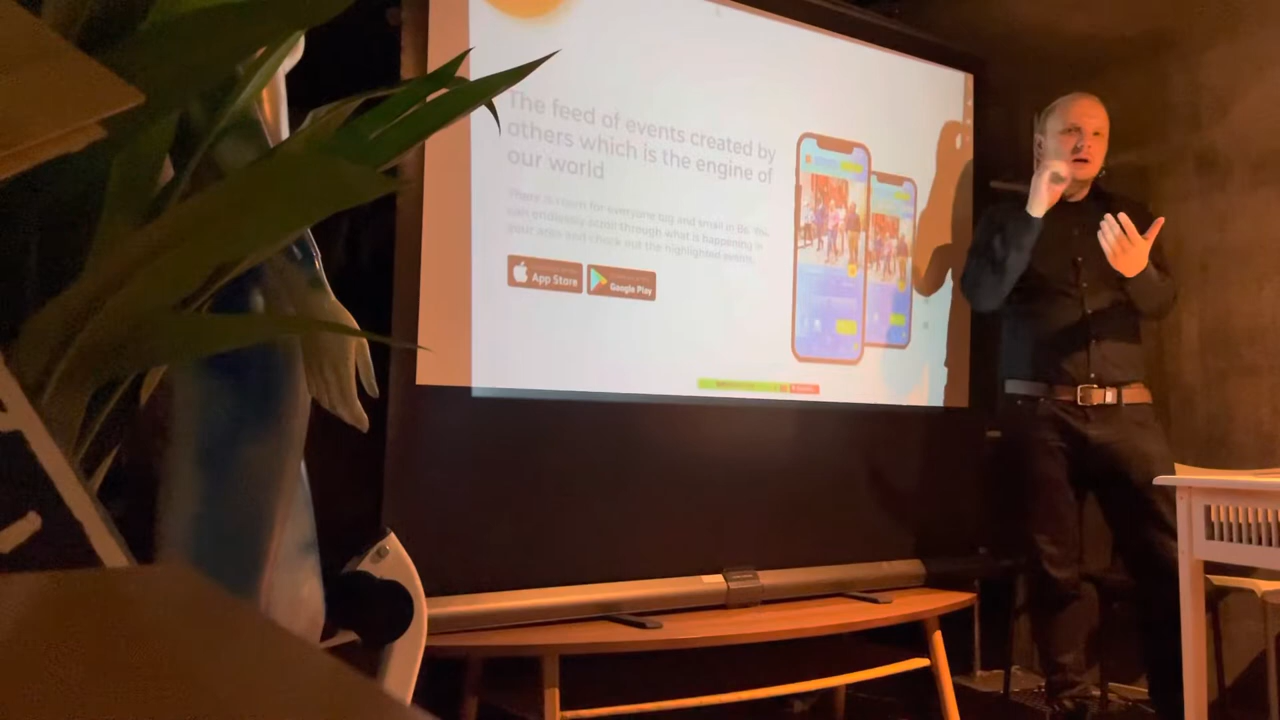 The feed of events created by
others which is the engine of
our world
There is room for everyone big and small in Be. We
can endlessly scroll through what is happening in
your area and check out the highlighted events.
App Store
Google Play